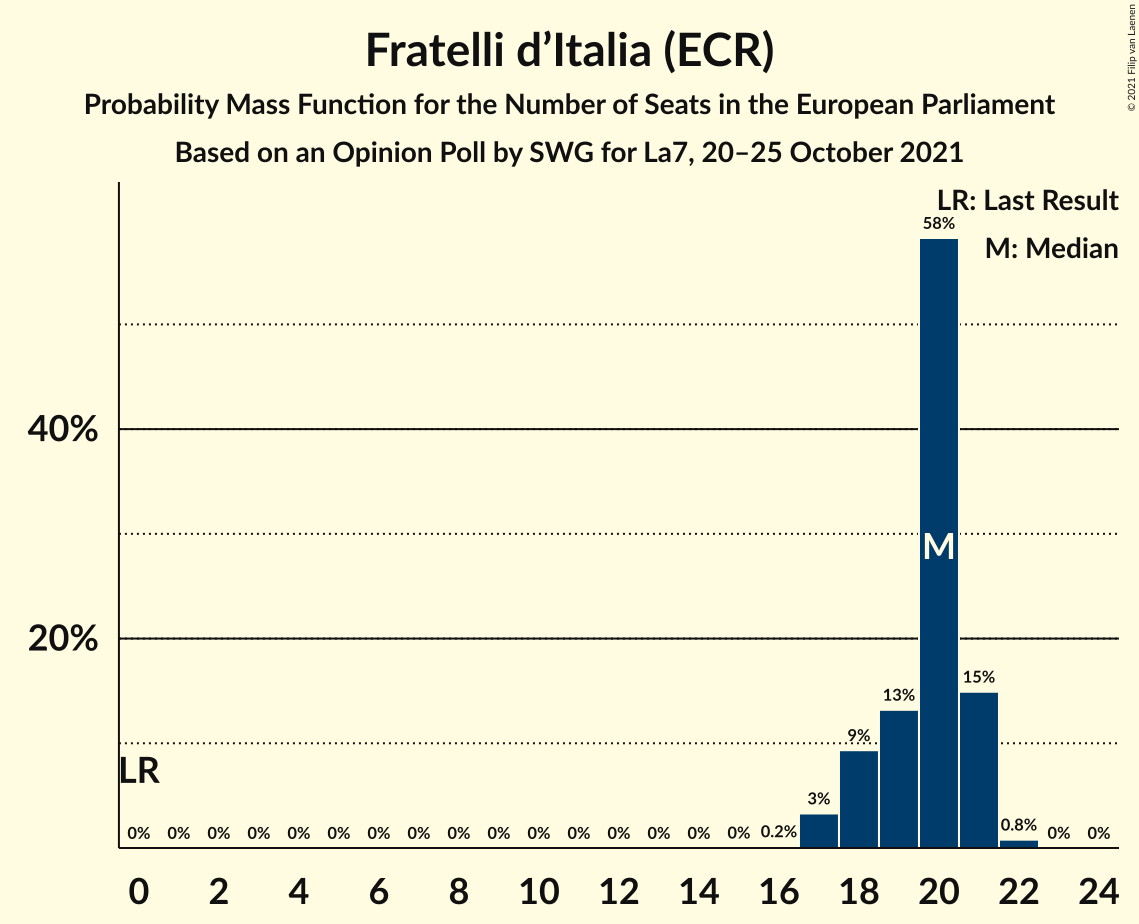 Fratelli d’Italia (ECR)
Probability Mass Function for the Number of Seats in the European Parliament
Based on an Opinion Poll by SWG for La7, 20–25 October 2021
© 2021 Filip van Laenen
LR: Last Result
58%
M: Median
40%
M
20%
15%
13%
9%
LR
3%
0% 0% 0% 0% 0% 0% 0% 0% 0% 0% 0% 0% 0% 0% 0% 0% 0.2% 0.8% 0% 0%
0 2 4 6 8 10 12 14 16 18 20 22 24